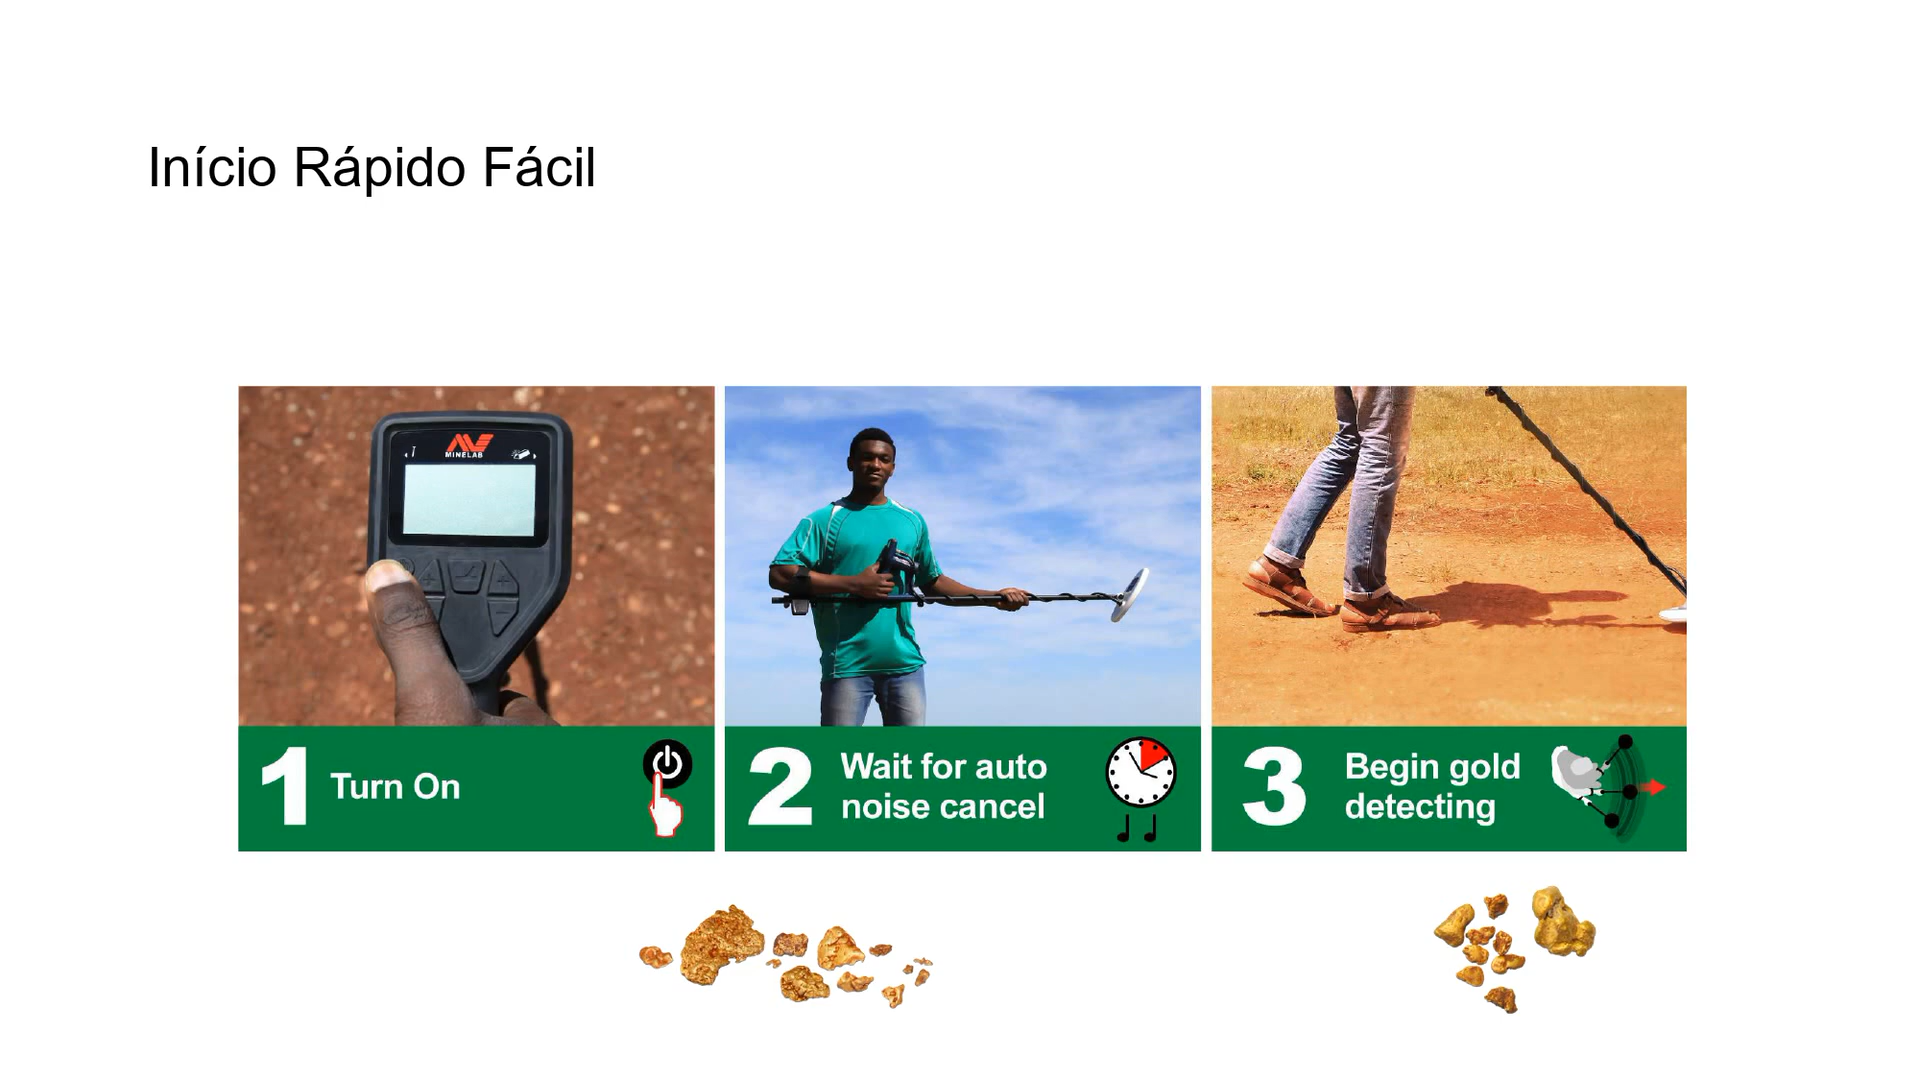 Início Rápido Fácil
MINELAB
1
Turn On
2
Wait for auto
noise cancel
3
Begin gold
detecting